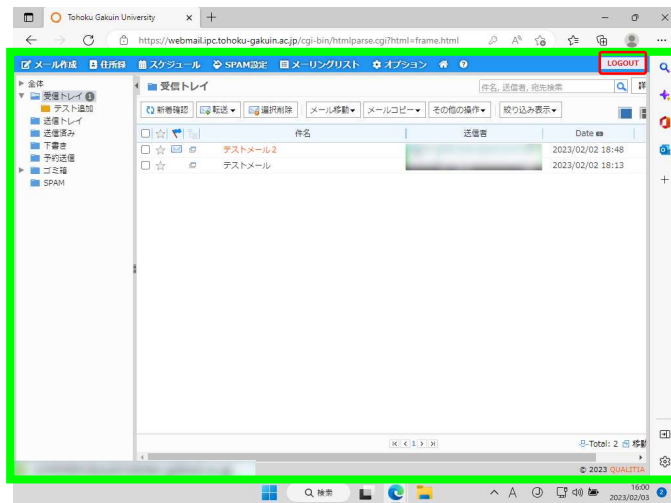 Tohoku Gakuin University
https://webmail.ipc.tohoku-gakuin.ac.jp/cgi-bin/htmlparse.cgi?html=frame.html
メール作成 住所録 スケジュール SPAM設定 メーリングリスト オプション LOGOUT
全体
受信トレイ 1
テスト追加
送信トレイ
送信済み
下書き
予約送信
ゴミ箱
SPAM
受信トレイ 件名, 送信者, 宛先検索 詳
新着確認 転送 選択削除 メール移動 メールコピー その他の操作 絞り込み表示
件名 送信者 Date
テストメール2 2023/02/02 18:48
テストメール 2023/02/02 18:13
1 Total: 2 移動
© 2023 QUALITIA
検索 A 16:00
2023/02/03 2